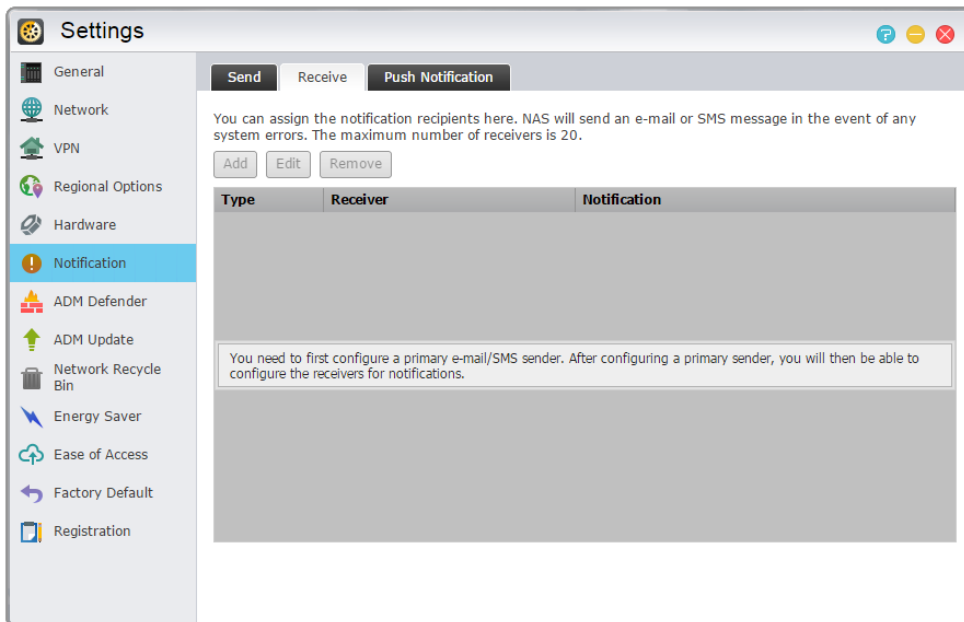 Settings
General
Network
VPN
Regional Options
Hardware
Notification
ADM Defender
ADM Update
Network Recycle
Bin
Energy Saver
Ease of Access
Factory Default
Registration
Send Receive Push Notification
You can assign the notification recipients here. NAS will send an e-mail or SMS message in the event of any
system errors. The maximum number of receivers is 20.
Add Edit Remove
Type Receiver Notification
You need to first configure a primary e-mail/SMS sender. After configuring a primary sender, you will then be able to
configure the receivers for notifications.